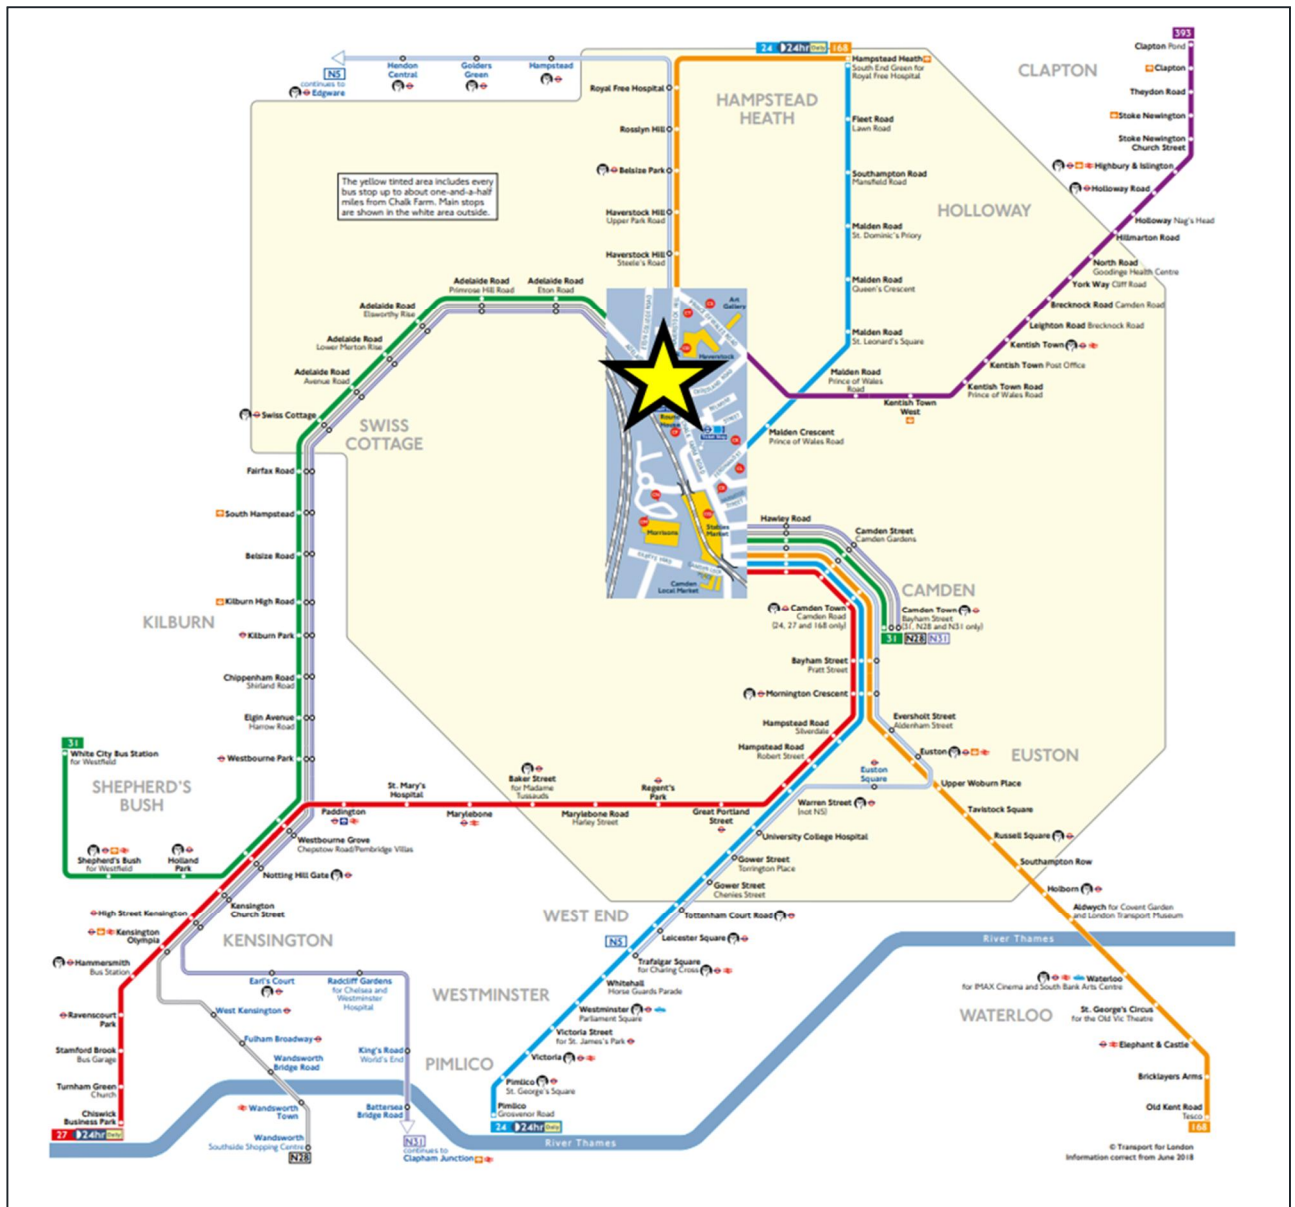 393
Clapton Pond
Clapton
Theydon Road
Stoke Newington
Stoke Newington
Church Street
Highbury & Islington
Holloway Road
Holloway Nag's Head
Hillmarton Road
North Road
Goodinge Health Centre
York Way Cliff Road
Brecknock Road Camden Road
Leighton Road Brecknock Road
Kentish Town
Kentish Town Post Office
Kentish Town Road
Prince of Wales Road
Kentish Town
West
CLAPTON
HOLLOWAY
HAMPSTEAD
HEATH
24 24hr Daily 168
Hampstead Heath
South End Green for
Royal Free Hospital
Fleet Road
Lawn Road
Southampton Road
Mansfield Road
Malden Road
St. Dominic's Priory
Malden Road
Queen's Crescent
Malden Road
St. Leonard's Square
Malden Road
Prince of Wales
Road
Malden Crescent
Prince of Wales Road
N5
continues to
Edgware
Hendon
Central
Golders
Green
Hampstead
Royal Free Hospital
Rosslyn Hill
Belsize Park
Haverstock Hill
Upper Park Road
Haverstock Hill
Steele's Road
The yellow tinted area includes every
bus stop up to about one-and-a-half
miles from Chalk Farm. Main stops
are shown in the white area outside.
Adelaide Road
Eton Road
Adelaide Road
Primrose Hill Road
Adelaide Road
Elsworthy Rise
Adelaide Road
Lower Merton Rise
Adelaide Road
Avenue Road
Swiss Cottage
SWISS
COTTAGE
Fairfax Road
South Hampstead
Belsize Road
Kilburn High Road
KILBURN
Kilburn Park
Chippenham Road
Shirland Road
Elgin Avenue
Harrow Road
Westbourne Park
Art
Gallery
Haverstock
Morrisons
Stables
Market
Camden
Local Market
Hawley Road
Camden Street
Camden Gardens
CAMDEN
Camden Town
Camden Road
(24, 27 and 168 only)
Camden Town
Bayham Street
(31, N28 and N31 only)
31 N28 N31
Bayham Street
Pratt Street
Mornington Crescent
Hampstead Road
Silverdale
Hampstead Road
Robert Street
Eversholt Street
Aldenham Street
Euston
EUSTON
Euston
Square
Upper Woburn Place
Tavistock Square
Russell Square
Southampton Row
Holborn
Aldwych for Covent Garden
and London Transport Museum
31
White City Bus Station
for Westfield
SHEPHERD'S
BUSH
Shepherd's Bush
for Westfield
Holland
Park
Paddington
St. Mary's
Hospital
Marylebone
Baker Street
for Madame
Tussauds
Marylebone Road
Harley Street
Regent's
Park
Great Portland
Street
Warren Street
(not N5)
University College Hospital
Gower Street
Torrington Place
Gower Street
Chenies Street
Tottenham Court Road
Leicester Square
N5
Trafalgar Square
for Charing Cross
Whitehall
Horse Guards Parade
Westminster
Parliament Square
Victoria Street
for St. James's Park
Victoria
Pimlico
St. George's Square
Pimlico
Grosvenor Road
24 24hr Daily
WEST END
WESTMINSTER
PIMLICO
Westbourne Grove
Chepstow Road/Pembridge Villas
Notting Hill Gate
Kensington
Church Street
High Street Kensington
Kensington
Olympia
KENSINGTON
Hammersmith
Bus Station
Ravenscourt
Park
Stamford Brook
Bus Garage
Turnham Green
Church
Chiswick
Business Park
27 24hr Daily
Earl's Court
Radcliff Gardens
for Chelsea and
Westminster
Hospital
West Kensington
Fulham Broadway
Wandsworth
Bridge Road
Wandsworth
Town
Wandsworth
Southside Shopping Centre
N28
King's Road
World's End
Battersea
Bridge Road
N31
continues to
Clapham Junction
River Thames
River Thames
Waterloo
for IMAX Cinema and South Bank Arts Centre
WATERLOO
St. George's Circus
for the Old Vic Theatre
Elephant & Castle
Bricklayers Arms
Old Kent Road
Tesco
168
© Transport for London
Information correct from June 2018